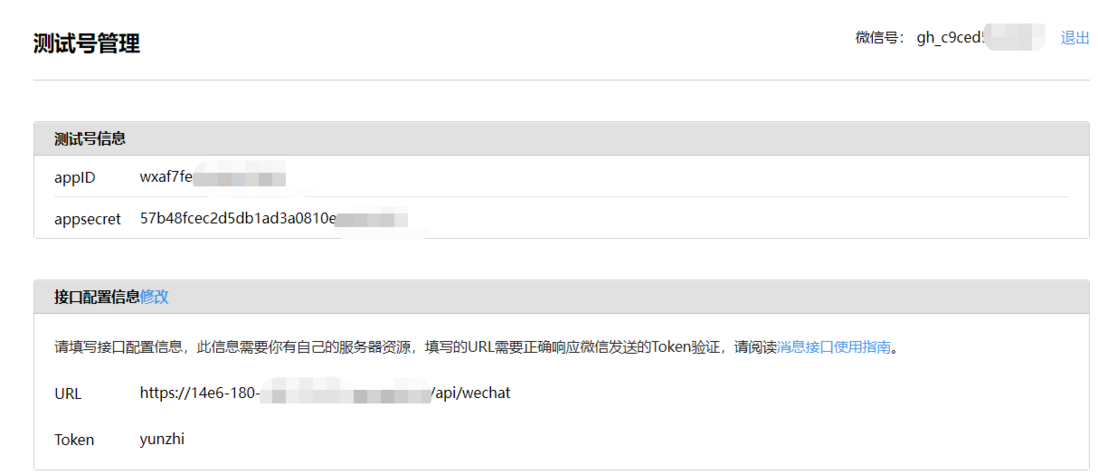 测试号管理
微信号： gh_c9ced 退出
测试号信息
appID wxaf7fe
appsecret 57b48fcec2d5db1ad3a0810e
接口配置信息修改
请填写接口配置信息，此信息需要你有自己的服务器资源，填写的URL需要正确响应微信发送的Token验证，请阅读消息接口使用指南。
URL https://14e6-180- /api/wechat
Token yunzhi